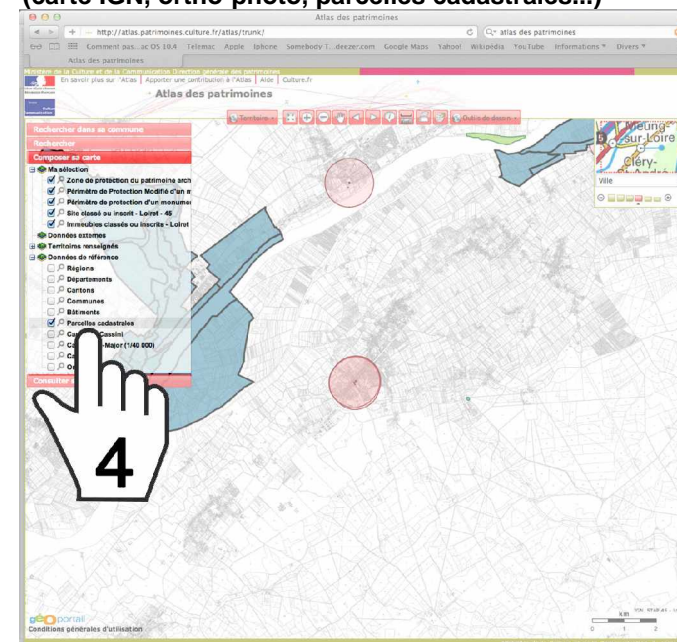 (carte IGN, ortho-photo, parcelles cadastrales...)
Atlas des patrimoines
http://atlas.patrimoines.culture.fr/atlas/trunk/
atlas des patrimoines
Comment pas...ac OS 10.4 Telemac Apple Iphone Somebody T...deezer.com Google Maps Yahoo! Wikipédia YouTube Informations Divers
Atlas des patrimoines
Ministère de la Culture et de la Communication Direction générale des patrimoines
En savoir plus sur "Atlas | Apporter une contribution à l'Atlas | Aide | Culture.fr
Atlas des patrimoines
Territoire
Outils de dessin
Rechercher dans sa commune
Rechercher
Composer sa carte
Ma sélection
Zone de protection du patrimoine arch
Périmètre de Protection Modifié d'un m
Périmètre de protection d'un monumen
Site classé ou inscrit - Loiret - 45
Immeubles classés ou inscrits - Loiret
Données externes
Territoires renseignés
Données de référence
Régions
Départements
Cantons
Communes
Bâtiments
Parcelles cadastrales
Cassini
-Major (1/40 000)
Consulter
4
Meung-
sur-Loire
Cléry-
Ville
géoportail
Conditions générales d'utilisation
KM
0 1 2